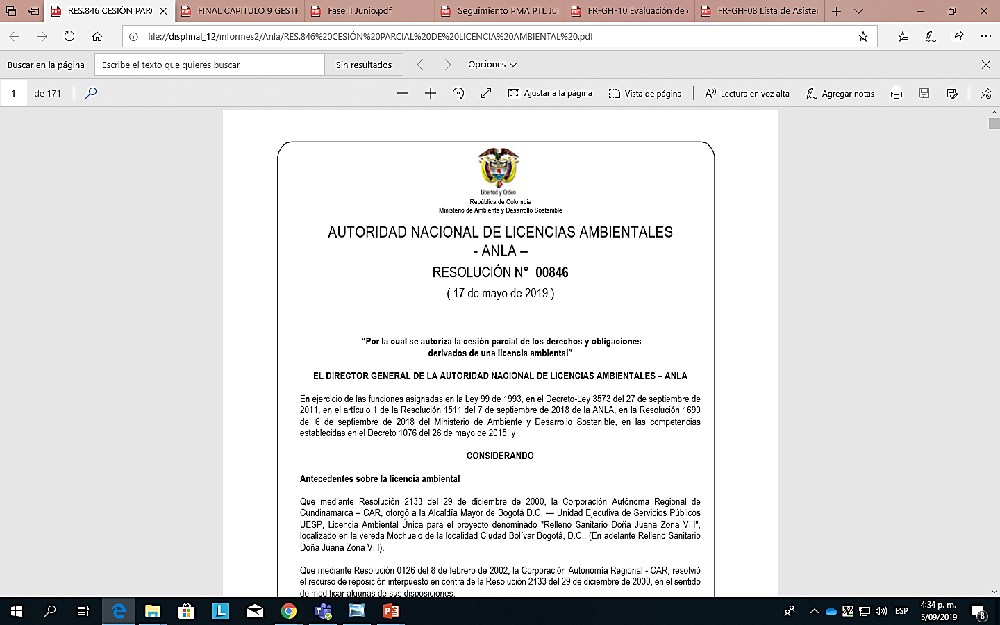 RES.846 CESIÓN PARC
FINAL CAPÍTULO 9 GESTI
Fase II Junio.pdf
Seguimiento PMA PTL Jun
FR-GH-10 Evaluación de
FR-GH-08 Lista de Asisten
file://dispfinal_12/informes2/Anla/RES.846%20CESIÓN%20PARCIAL%20DE%20LICENCIA%20AMBIENTAL%20.pdf
Buscar en la página
Escribe el texto que quieres buscar
Sin resultados
Opciones
1 de 171
Ajustar a la página
Vista de página
Lectura en voz alta
Agregar notas
Libertad y Orden
República de Colombia
Ministerio de Ambiente y Desarrollo Sostenible
AUTORIDAD NACIONAL DE LICENCIAS AMBIENTALES
- ANLA –
RESOLUCIÓN N° 00846
( 17 de mayo de 2019 )
“Por la cual se autoriza la cesión parcial de los derechos y obligaciones
derivados de una licencia ambiental”
EL DIRECTOR GENERAL DE LA AUTORIDAD NACIONAL DE LICENCIAS AMBIENTALES – ANLA
En ejercicio de las funciones asignadas en la Ley 99 de 1993, en el Decreto-Ley 3573 del 27 de septiembre de
2011, en el artículo 1 de la Resolución 1511 del 7 de septiembre de 2018 de la ANLA, en la Resolución 1690
del 6 de septiembre de 2018 del Ministerio de Ambiente y Desarrollo Sostenible, en las competencias
establecidas en el Decreto 1076 del 26 de mayo de 2015, y
CONSIDERANDO
Antecedentes sobre la licencia ambiental
Que mediante Resolución 2133 del 29 de diciembre de 2000, la Corporación Autónoma Regional de
Cundinamarca – CAR, otorgó a la Alcaldía Mayor de Bogotá D.C. — Unidad Ejecutiva de Servicios Públicos
UESP, Licencia Ambiental Única para el proyecto denominado "Relleno Sanitario Doña Juana Zona VIII",
localizado en la vereda Mochuelo de la localidad Ciudad Bolívar Bogotá, D.C., (En adelante Relleno Sanitario
Doña Juana Zona VIII).
Que mediante Resolución 0126 del 8 de febrero de 2002, la Corporación Autonomía Regional - CAR, resolvió
el recurso de reposición interpuesto en contra de la Resolución 2133 del 29 de diciembre de 2000, en el sentido
de modificar algunas de sus disposiciones.
ESP
4:34 p. m.
5/09/2019
8